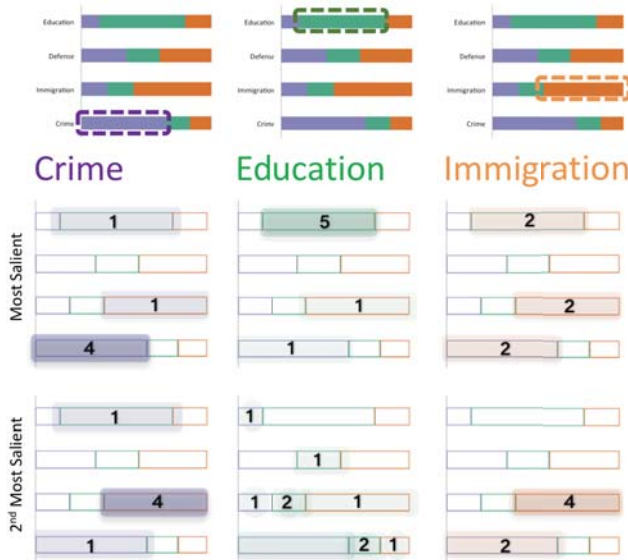 Education
Defense
Immigration
Crime
Education
Defense
Immigration
Crime
Education
Defense
Immigration
Crime
Crime
Education
Immigration
Most Salient
1
1
4
5
1
1
2
2
2
2nd Most Salient
1
4
1
1
1
1 2 1
2 1
4
2